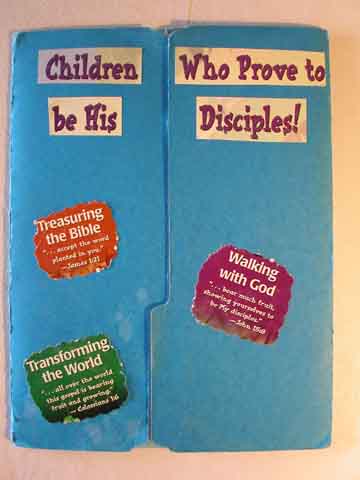 Children Who Prove to
be His Disciples!
Treasuring
the Bible
"...accept the word
planted in you."
—James 1:21
Walking
with God
"...bear much fruit,
showing yourselves to
be My disciples."
—John 15:8
Transforming
the World
"...all over the world
this gospel is bearing
fruit and growing."
— Colossians 1:6